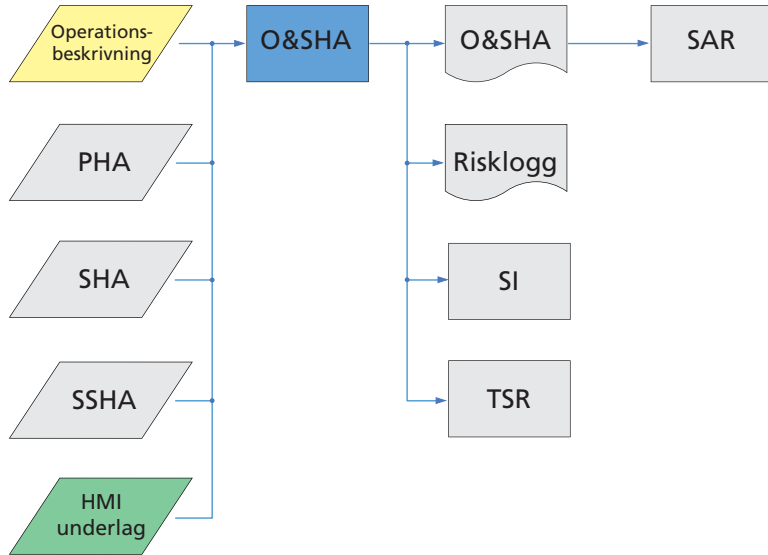 Operations-
beskrivning
O&SHA
O&SHA
SAR
PHA
Risklogg
SHA
SI
SSHA
TSR
HMI
underlag